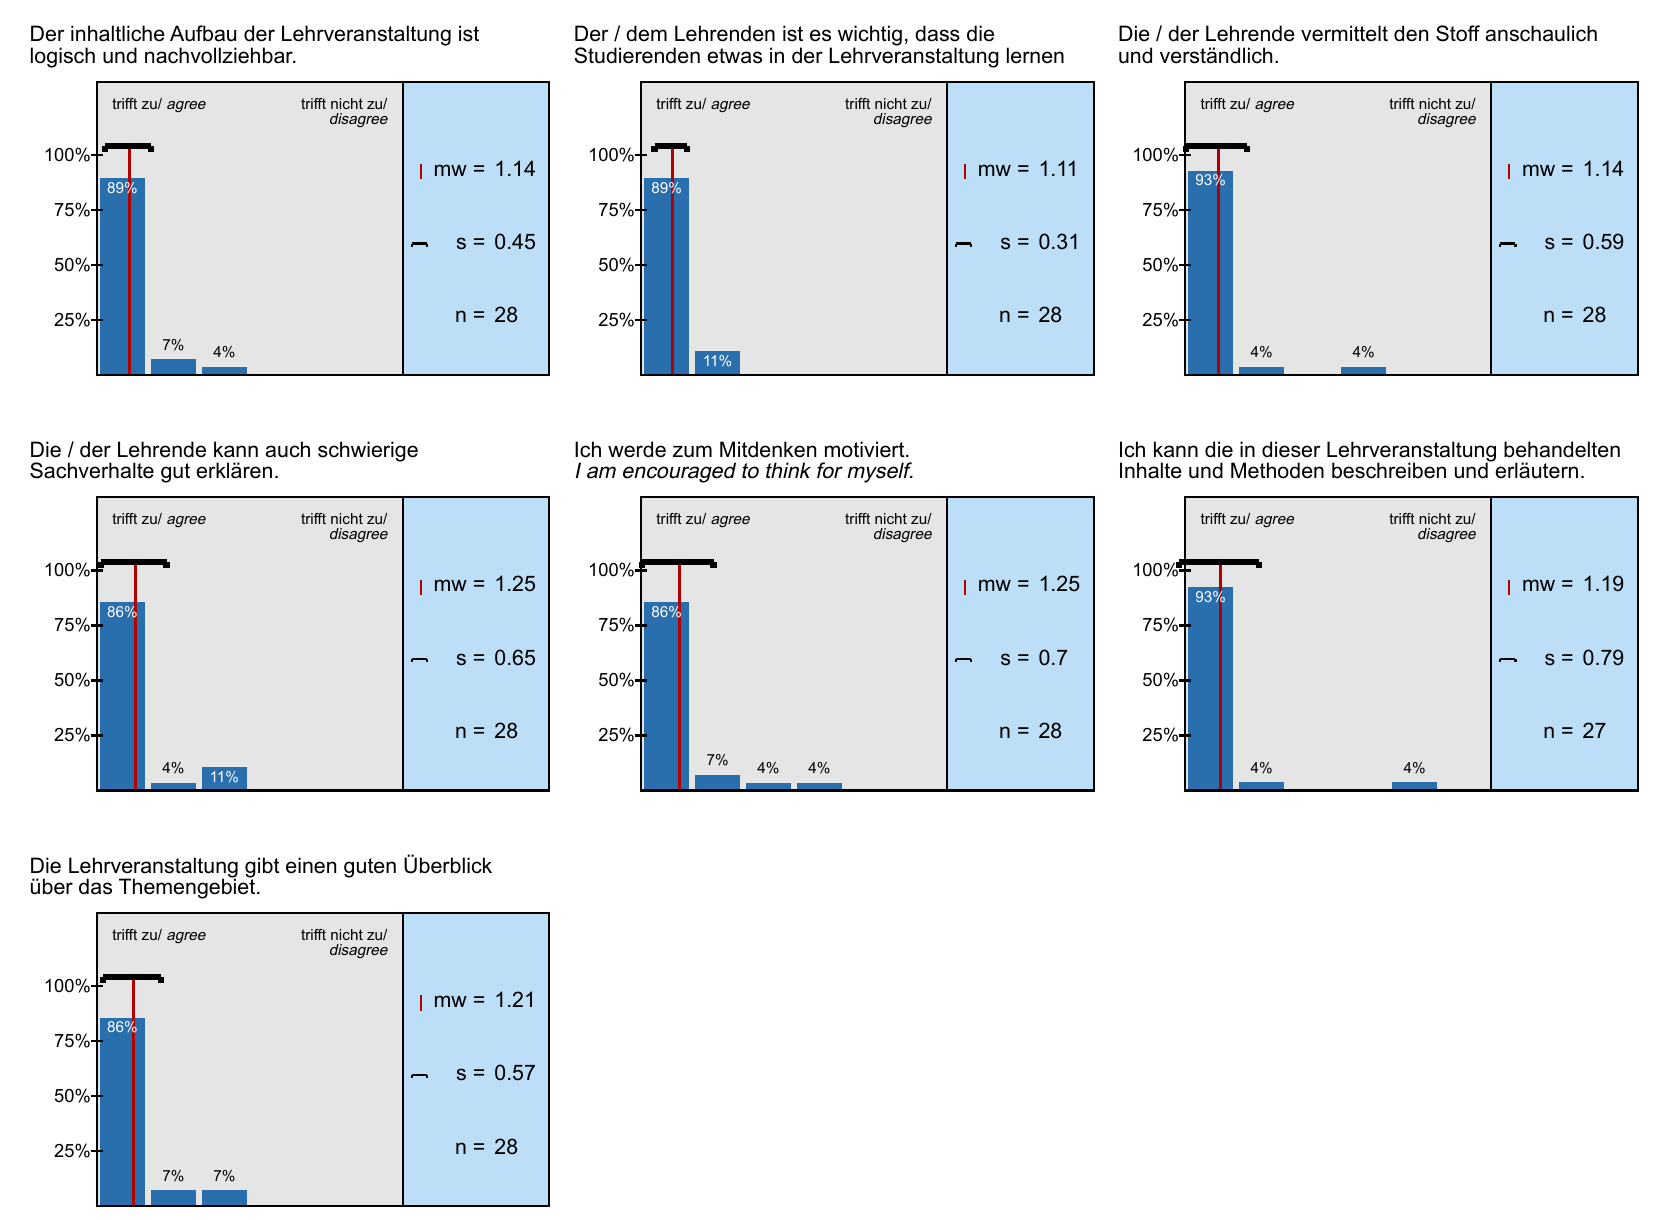 Der inhaltliche Aufbau der Lehrveranstaltung ist
logisch und nachvollziehbar.
trifft zu/ agree
trifft nicht zu/
disagree
100%
75%
50%
25%
89%
7%
4%
mw = 1.14
s = 0.45
n = 28
Der / dem Lehrenden ist es wichtig, dass die
Studierenden etwas in der Lehrveranstaltung lernen
trifft zu/ agree
trifft nicht zu/
disagree
100%
75%
50%
25%
89%
11%
mw = 1.11
s = 0.31
n = 28
Die / der Lehrende vermittelt den Stoff anschaulich
und verständlich.
trifft zu/ agree
trifft nicht zu/
disagree
100%
75%
50%
25%
93%
4%
4%
mw = 1.14
s = 0.59
n = 28
Die / der Lehrende kann auch schwierige
Sachverhalte gut erklären.
trifft zu/ agree
trifft nicht zu/
disagree
100%
75%
50%
25%
86%
4%
11%
mw = 1.25
s = 0.65
n = 28
Ich werde zum Mitdenken motiviert.
I am encouraged to think for myself.
trifft zu/ agree
trifft nicht zu/
disagree
100%
75%
50%
25%
86%
7%
4%
4%
mw = 1.25
s = 0.7
n = 28
Ich kann die in dieser Lehrveranstaltung behandelten
Inhalte und Methoden beschreiben und erläutern.
trifft zu/ agree
trifft nicht zu/
disagree
100%
75%
50%
25%
93%
4%
4%
mw = 1.19
s = 0.79
n = 27
Die Lehrveranstaltung gibt einen guten Überblick
über das Themengebiet.
trifft zu/ agree
trifft nicht zu/
disagree
100%
75%
50%
25%
86%
7%
7%
mw = 1.21
s = 0.57
n = 28